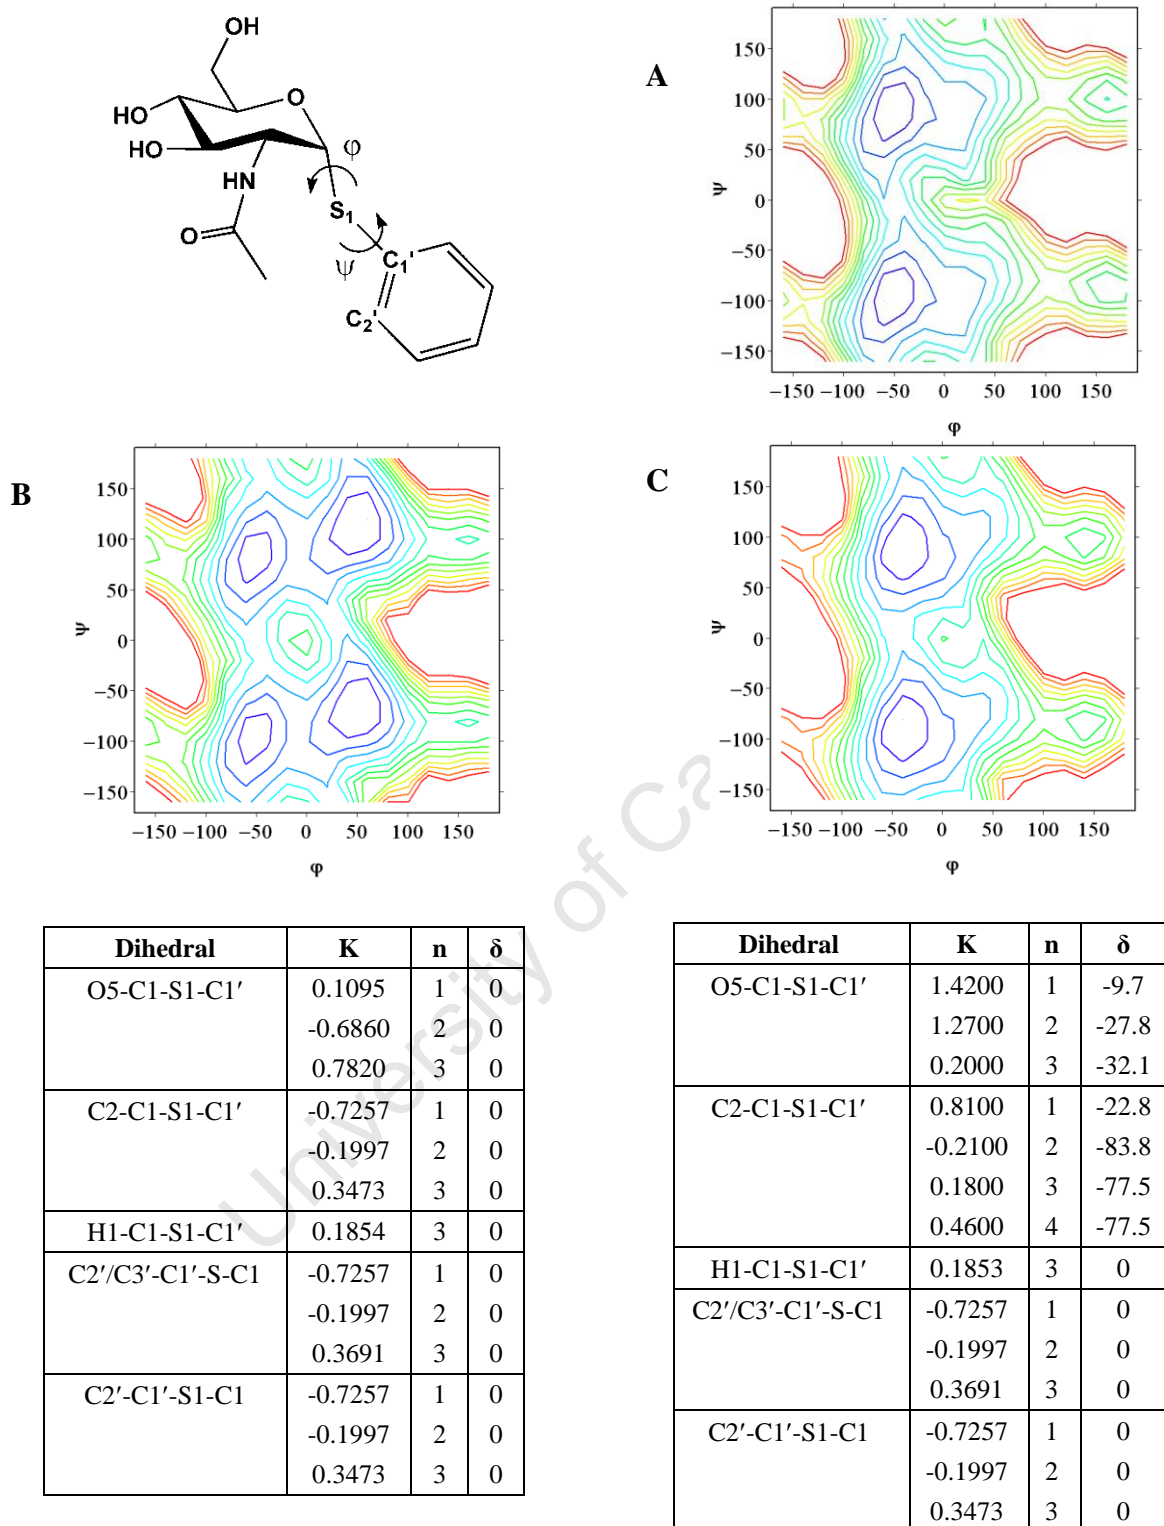 OH
HO
O
HO
φ
HN
S1
O
ψ
C1'
C2'
A
150
100
50
0
−50
−100
−150
ψ
−150 −100 −50 0 50 100 150
φ
B
150
100
50
0
−50
−100
−150
ψ
−150 −100 −50 0 50 100 150
φ
C
150
100
50
0
−50
−100
−150
ψ
−150 −100 −50 0 50 100 150
φ
University of Ca
Dihedral K n δ
O5-C1-S1-C1′ 0.1095 1 0
-0.6860 2 0
0.7820 3 0
C2-C1-S1-C1′ -0.7257 1 0
-0.1997 2 0
0.3473 3 0
H1-C1-S1-C1′ 0.1854 3 0
C2′/C3′-C1′-S-C1 -0.7257 1 0
-0.1997 2 0
0.3691 3 0
C2′-C1′-S1-C1 -0.7257 1 0
-0.1997 2 0
0.3473 3 0
Dihedral K n δ
O5-C1-S1-C1′ 1.4200 1 -9.7
1.2700 2 -27.8
0.2000 3 -32.1
C2-C1-S1-C1′ 0.8100 1 -22.8
-0.2100 2 -83.8
0.1800 3 -77.5
0.4600 4 -77.5
H1-C1-S1-C1′ 0.1853 3 0
C2′/C3′-C1′-S-C1 -0.7257 1 0
-0.1997 2 0
0.3691 3 0
C2′-C1′-S1-C1 -0.7257 1 0
-0.1997 2 0
0.3473 3 0